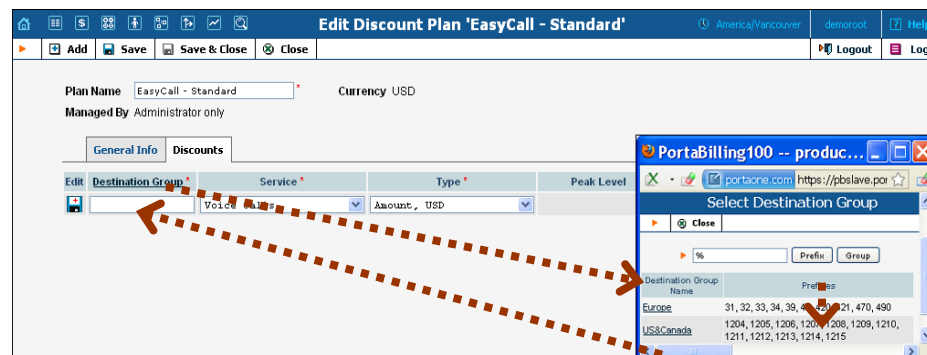 Edit Discount Plan 'EasyCall - Standard'
America/Vancouver
demoroot
Help
Add
Save
Save & Close
Close
Logout
Log
Plan Name EasyCall - Standard *
Currency USD
Managed By Administrator only
General Info
Discounts
Edit Destination Group * Service * Type * Peak Level
Amount, USD
PortaBilling100 -- produc...
portaone.com https://pbslave.por
Select Destination Group
Close
% Prefix Group
Destination Group Name
Europe 31, 32, 33, 34, 39, 470, 490
US&Canada 1204, 1205, 1206, 1208, 1209, 1210,
1211, 1212, 1213, 1214, 1215